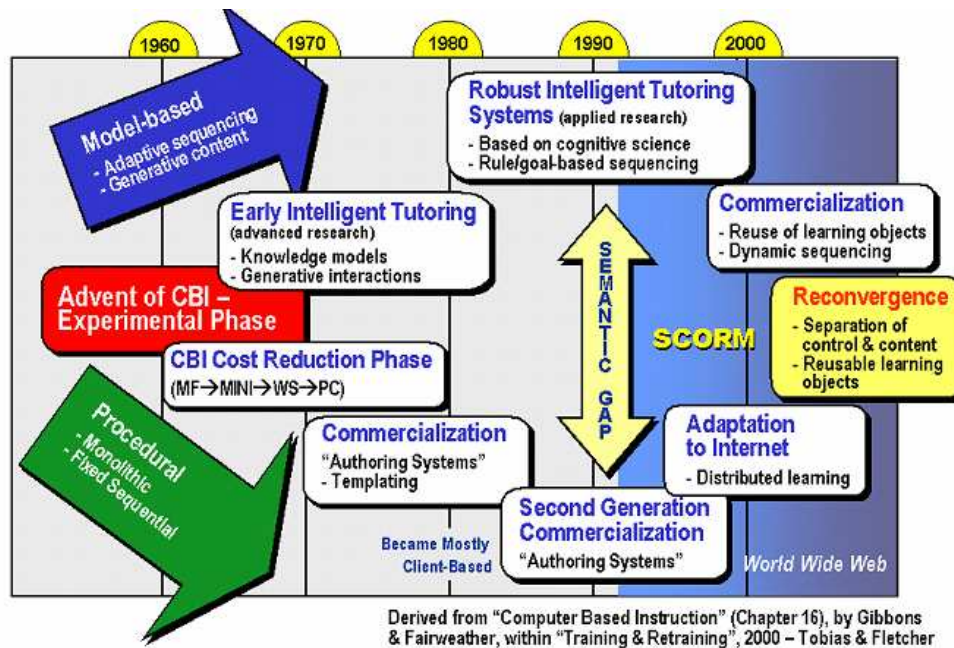 1960
1970
1980
1990
2000
Model-based
- Adaptive sequencing
- Generative content
Robust Intelligent Tutoring
Systems (applied research)
- Based on cognitive science
- Rule/goal-based sequencing
Early Intelligent Tutoring
(advanced research)
- Knowledge models
- Generative interactions
Commercialization
- Reuse of learning objects
- Dynamic sequencing
Advent of CBI –
Experimental Phase
SEMANTIC GAP
SCORM
Reconvergence
- Separation of
control & content
- Reusable learning
objects
CBI Cost Reduction Phase
(MF→MINI→WS→PC)
Procedural
- Monolithic
- Fixed Sequential
Commercialization
"Authoring Systems"
- Templating
Adaptation
to Internet
- Distributed learning
Second Generation
Commercialization
"Authoring Systems"
Became Mostly
Client-Based
World Wide Web
Derived from "Computer Based Instruction" (Chapter 16), by Gibbons
& Fairweather, within "Training & Retraining", 2000 – Tobias & Fletcher